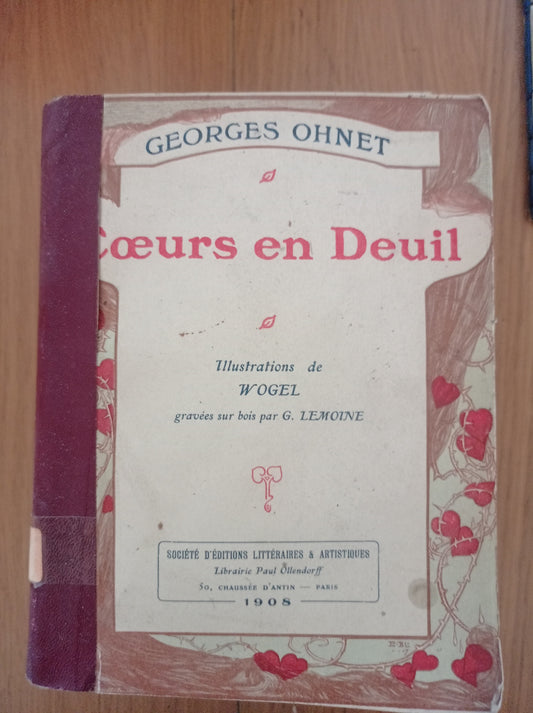 GEORGES OHNET
Cœurs en Deuil
Illustrations de
WOGEL
gravées sur bois par G. LEMOINE
SOCIÉTÉ D'ÉDITIONS LITTÉRAIRES & ARTISTIQUES
Librairie Paul Ollendorff
50, CHAUSSÉE D'ANTIN — PARIS
1908